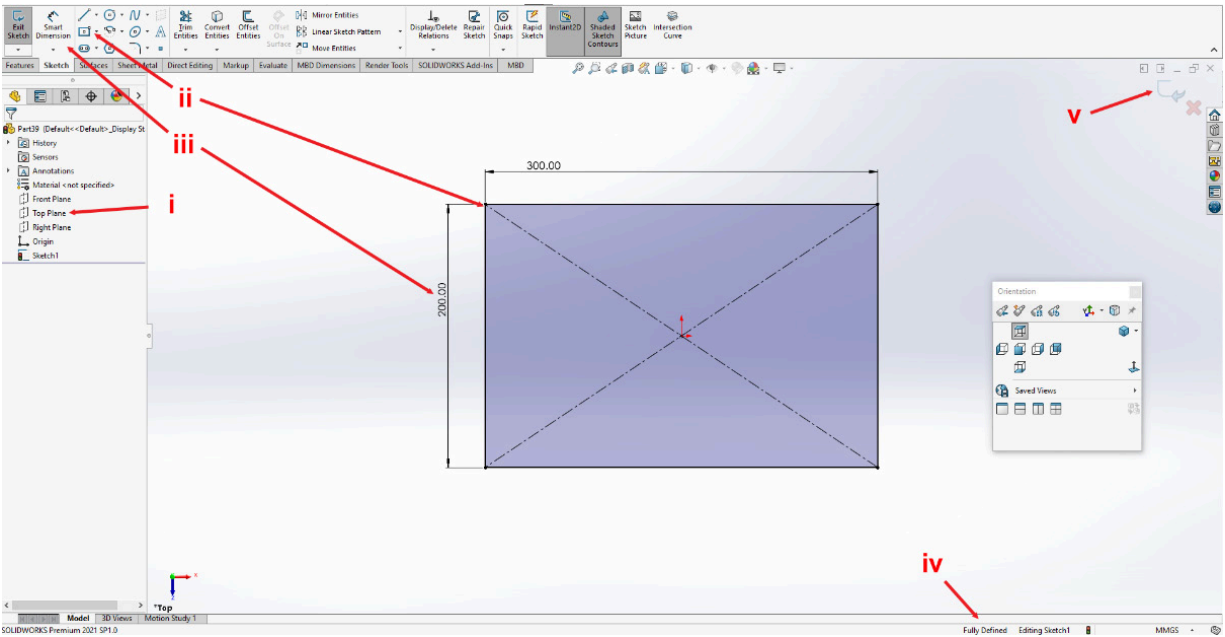 Exit Sketch
Smart Dimension
Trim Entities
Convert Entities
Offset Entities
Offset On Surface
Mirror Entities
Linear Sketch Pattern
Move Entities
Display/Delete Relations
Repair Sketch
Quick Snaps
Rapid Sketch
Instant2D
Shaded Sketch Contours
Sketch Picture
Intersection Curve
Features Sketch Surfaces Sheet Metal Direct Editing Markup Evaluate MBD Dimensions Render Tools SOLIDWORKS Add-Ins MBD
ii
v
Part39 (Default<<Default>_Display St
History
iii
Sensors
Annotations
300.00
Material <not specified>
Front Plane
i
Top Plane
Right Plane
Origin
Sketch1
200.00
Orientation
Saved Views
iv
x
*Top
Model 3D Views Motion Study 1
SOLIDWORKS Premium 2021 SP1.0
Fully Defined Editing Sketch1 MMGS